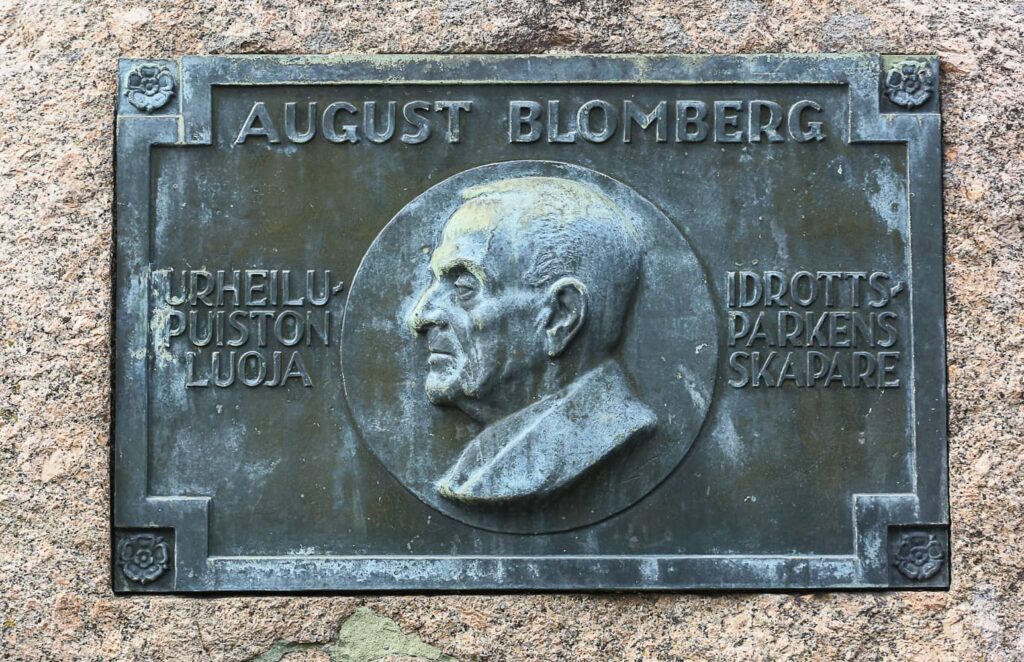 AUGUST BLOMBERG
URHEILU-
PUISTON
LUOJA
IDROTTS-
PARKENS
SKAPARE